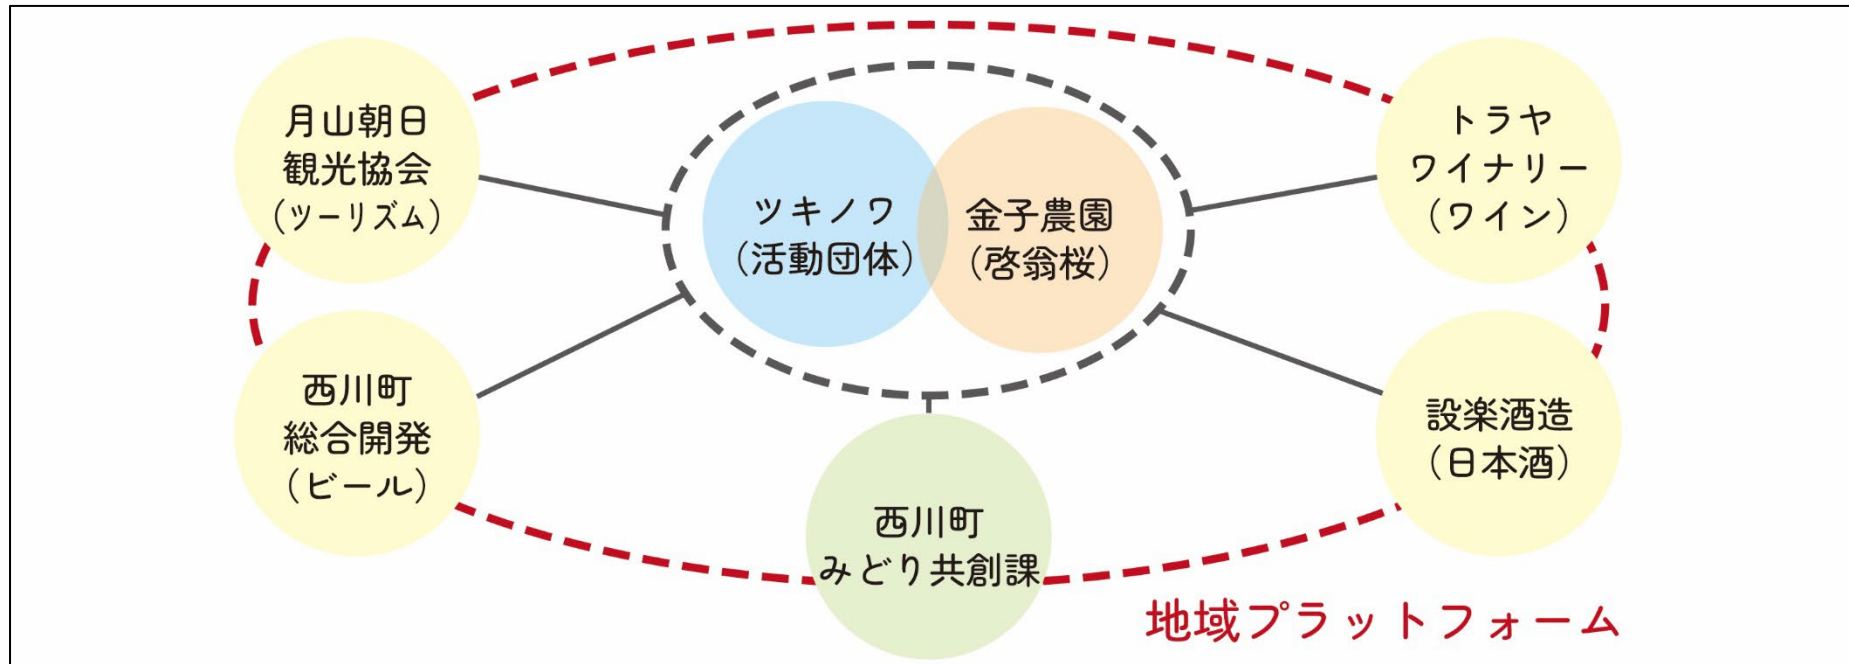 月山朝日
観光協会
（ツーリズム）
ツキノワ
（活動団体）
金子農園
（啓翁桜）
トラヤ
ワイナリー
（ワイン）
西川町
総合開発
（ビール）
西川町
みどり共創課
設楽酒造
（日本酒）
地域プラットフォーム